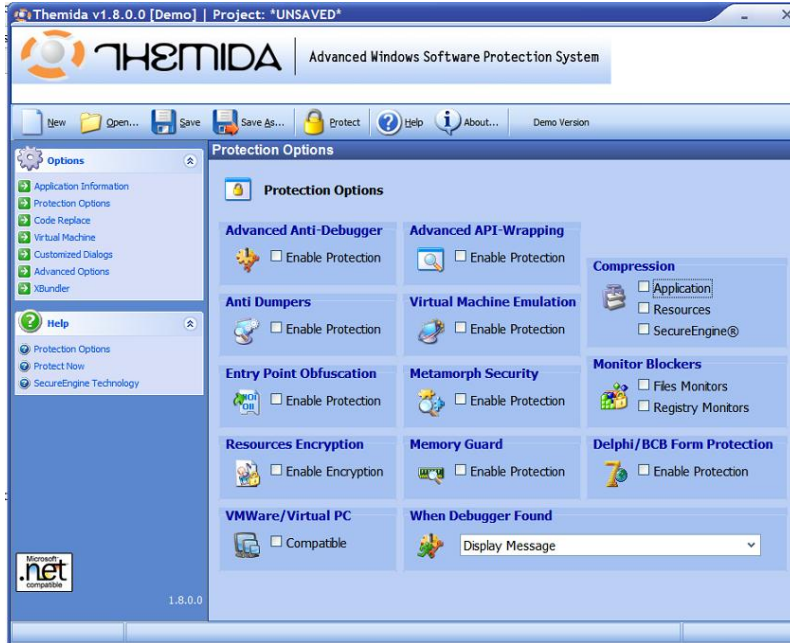 Themida v1.8.0.0 [Demo] | Project: *UNSAVED*
THEMIDA
Advanced Windows Software Protection System
New Open... Save Save As... Protect Help About... Demo Version
Options
Application Information
Protection Options
Code Replace
Virtual Machine
Customized Dialogs
Advanced Options
XBundler
Help
Protection Options
Protect Now
SecureEngine Technology
Microsoft
.net
compatible
1.8.0.0
Protection Options
Protection Options
Advanced Anti-Debugger
Enable Protection
Advanced API-Wrapping
Enable Protection
Compression
Application
Resources
SecureEngine®
Anti Dumpers
Enable Protection
Virtual Machine Emulation
Enable Protection
Monitor Blockers
Files Monitors
Registry Monitors
Entry Point Obfuscation
Enable Protection
Metamorph Security
Enable Protection
Resources Encryption
Enable Encryption
Memory Guard
Enable Protection
Delphi/BCB Form Protection
Enable Protection
VMWare/Virtual PC
Compatible
When Debugger Found
Display Message